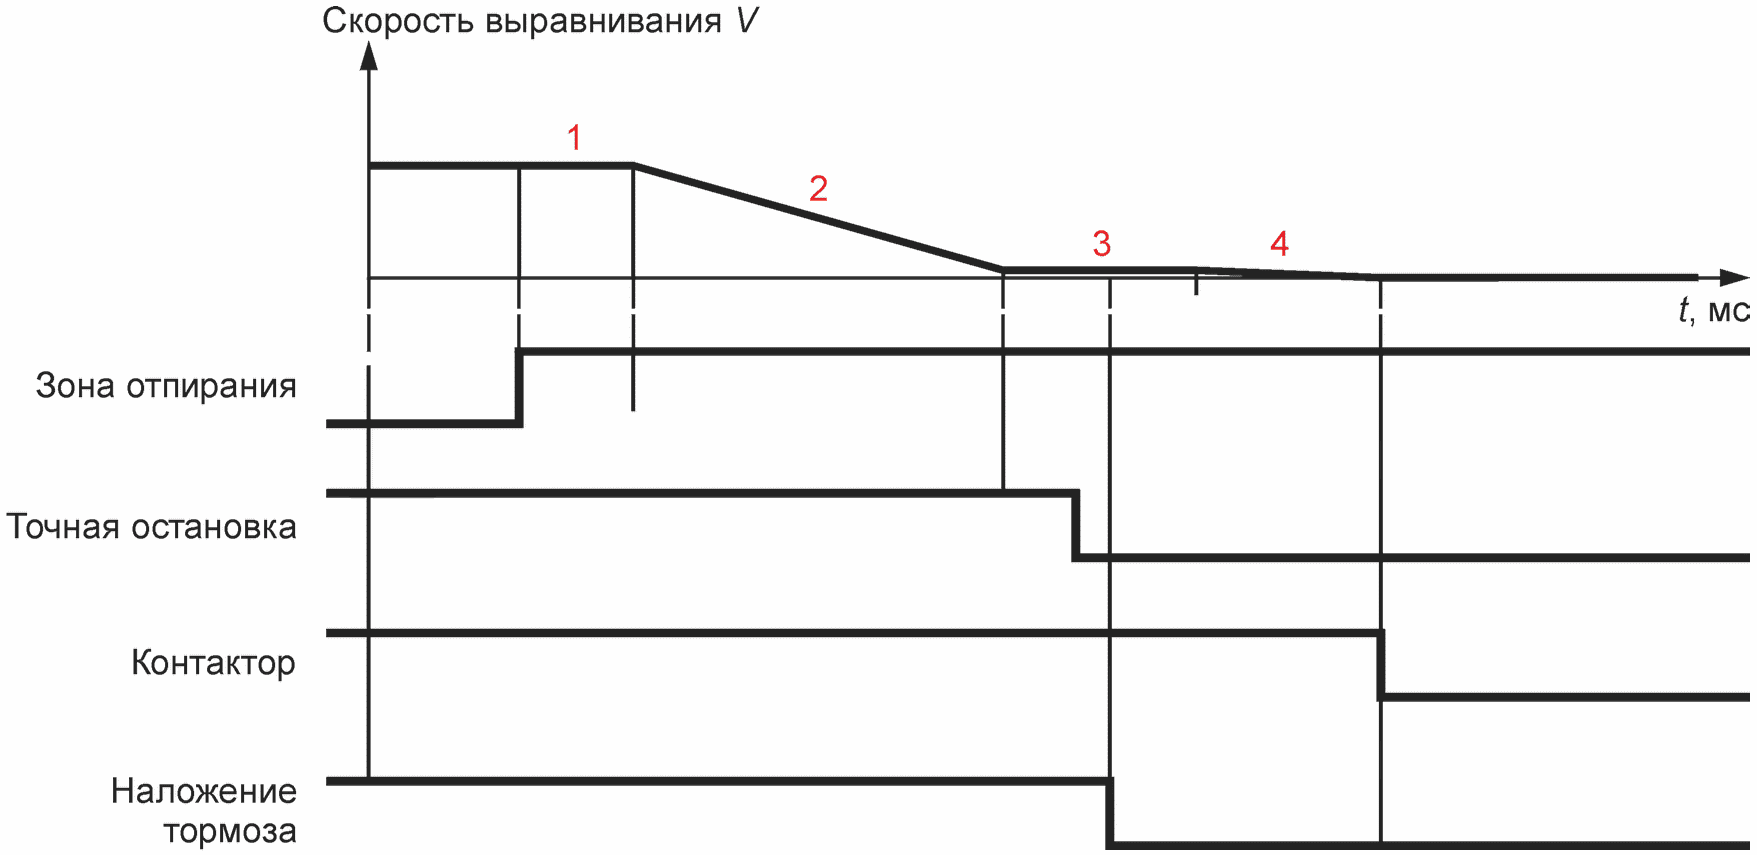 Скорость выравнивания V
1
2
3
4
t, мс
Зона отпирания
Точная остановка
Контактор
Наложение
тормоза